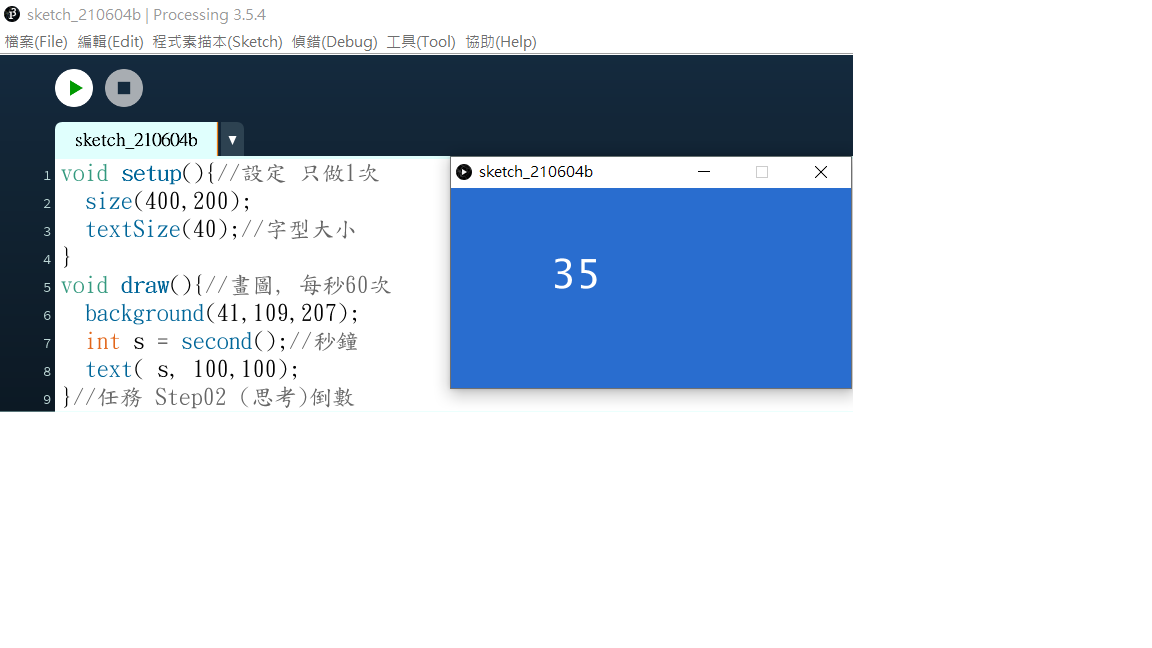 sketch_210604b | Processing 3.5.4
檔案(File) 編輯(Edit) 程式素描本(Sketch) 偵錯(Debug) 工具(Tool) 協助(Help)
sketch_210604b ▼
1 void setup(){//設定 只做1次
2   size(400,200);
3   textSize(40);//字型大小
4 }
5 void draw(){//畫圖, 每秒60次
6   background(41,109,207);
7   int s = second();//秒鐘
8   text( s, 100,100);
9 }//任務 Step02 (思考)倒數
sketch_210604b
35